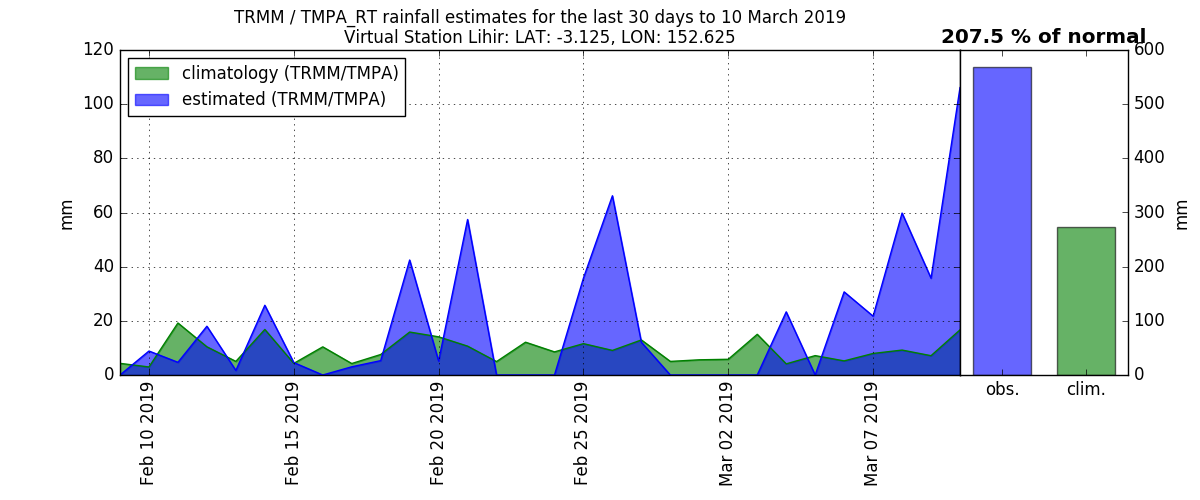 TRMM / TMPA_RT rainfall estimates for the last 30 days to 10 March 2019
Virtual Station Lihir: LAT: -3.125, LON: 152.625
207.5 % of normal
climatology (TRMM/TMPA)
estimated (TRMM/TMPA)
120
100
80
60
40
20
0
mm
Feb 10 2019
Feb 15 2019
Feb 20 2019
Feb 25 2019
Mar 02 2019
Mar 07 2019
600
500
400
300
200
100
0
mm
obs.
clim.